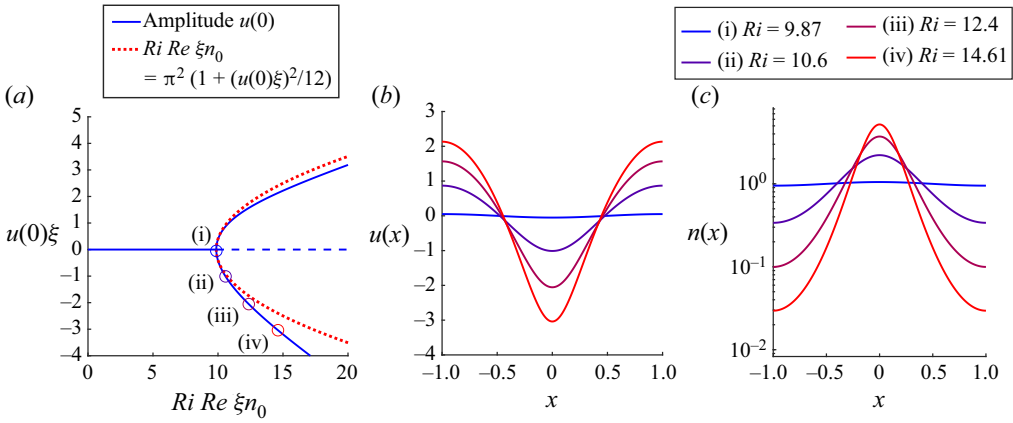 Amplitude u(0)
Ri Re ξn₀
= π² (1 + (u(0)ξ)²/12)
(i) Ri = 9.87
(ii) Ri = 10.6
(iii) Ri = 12.4
(iv) Ri = 14.61
(a)
5
4
3
2
1
0
−1
−2
−3
−4
u(0)ξ
(i)
(ii)
(iii)
(iv)
0
5
10
15
20
Ri Re ξn₀
(b)
3
2
1
0
−1
−2
−3
−4
u(x)
−1.0
−0.5
0
0.5
1.0
x
(c)
10⁰
10⁻¹
10⁻²
n(x)
−1.0
−0.5
0
0.5
1.0
x